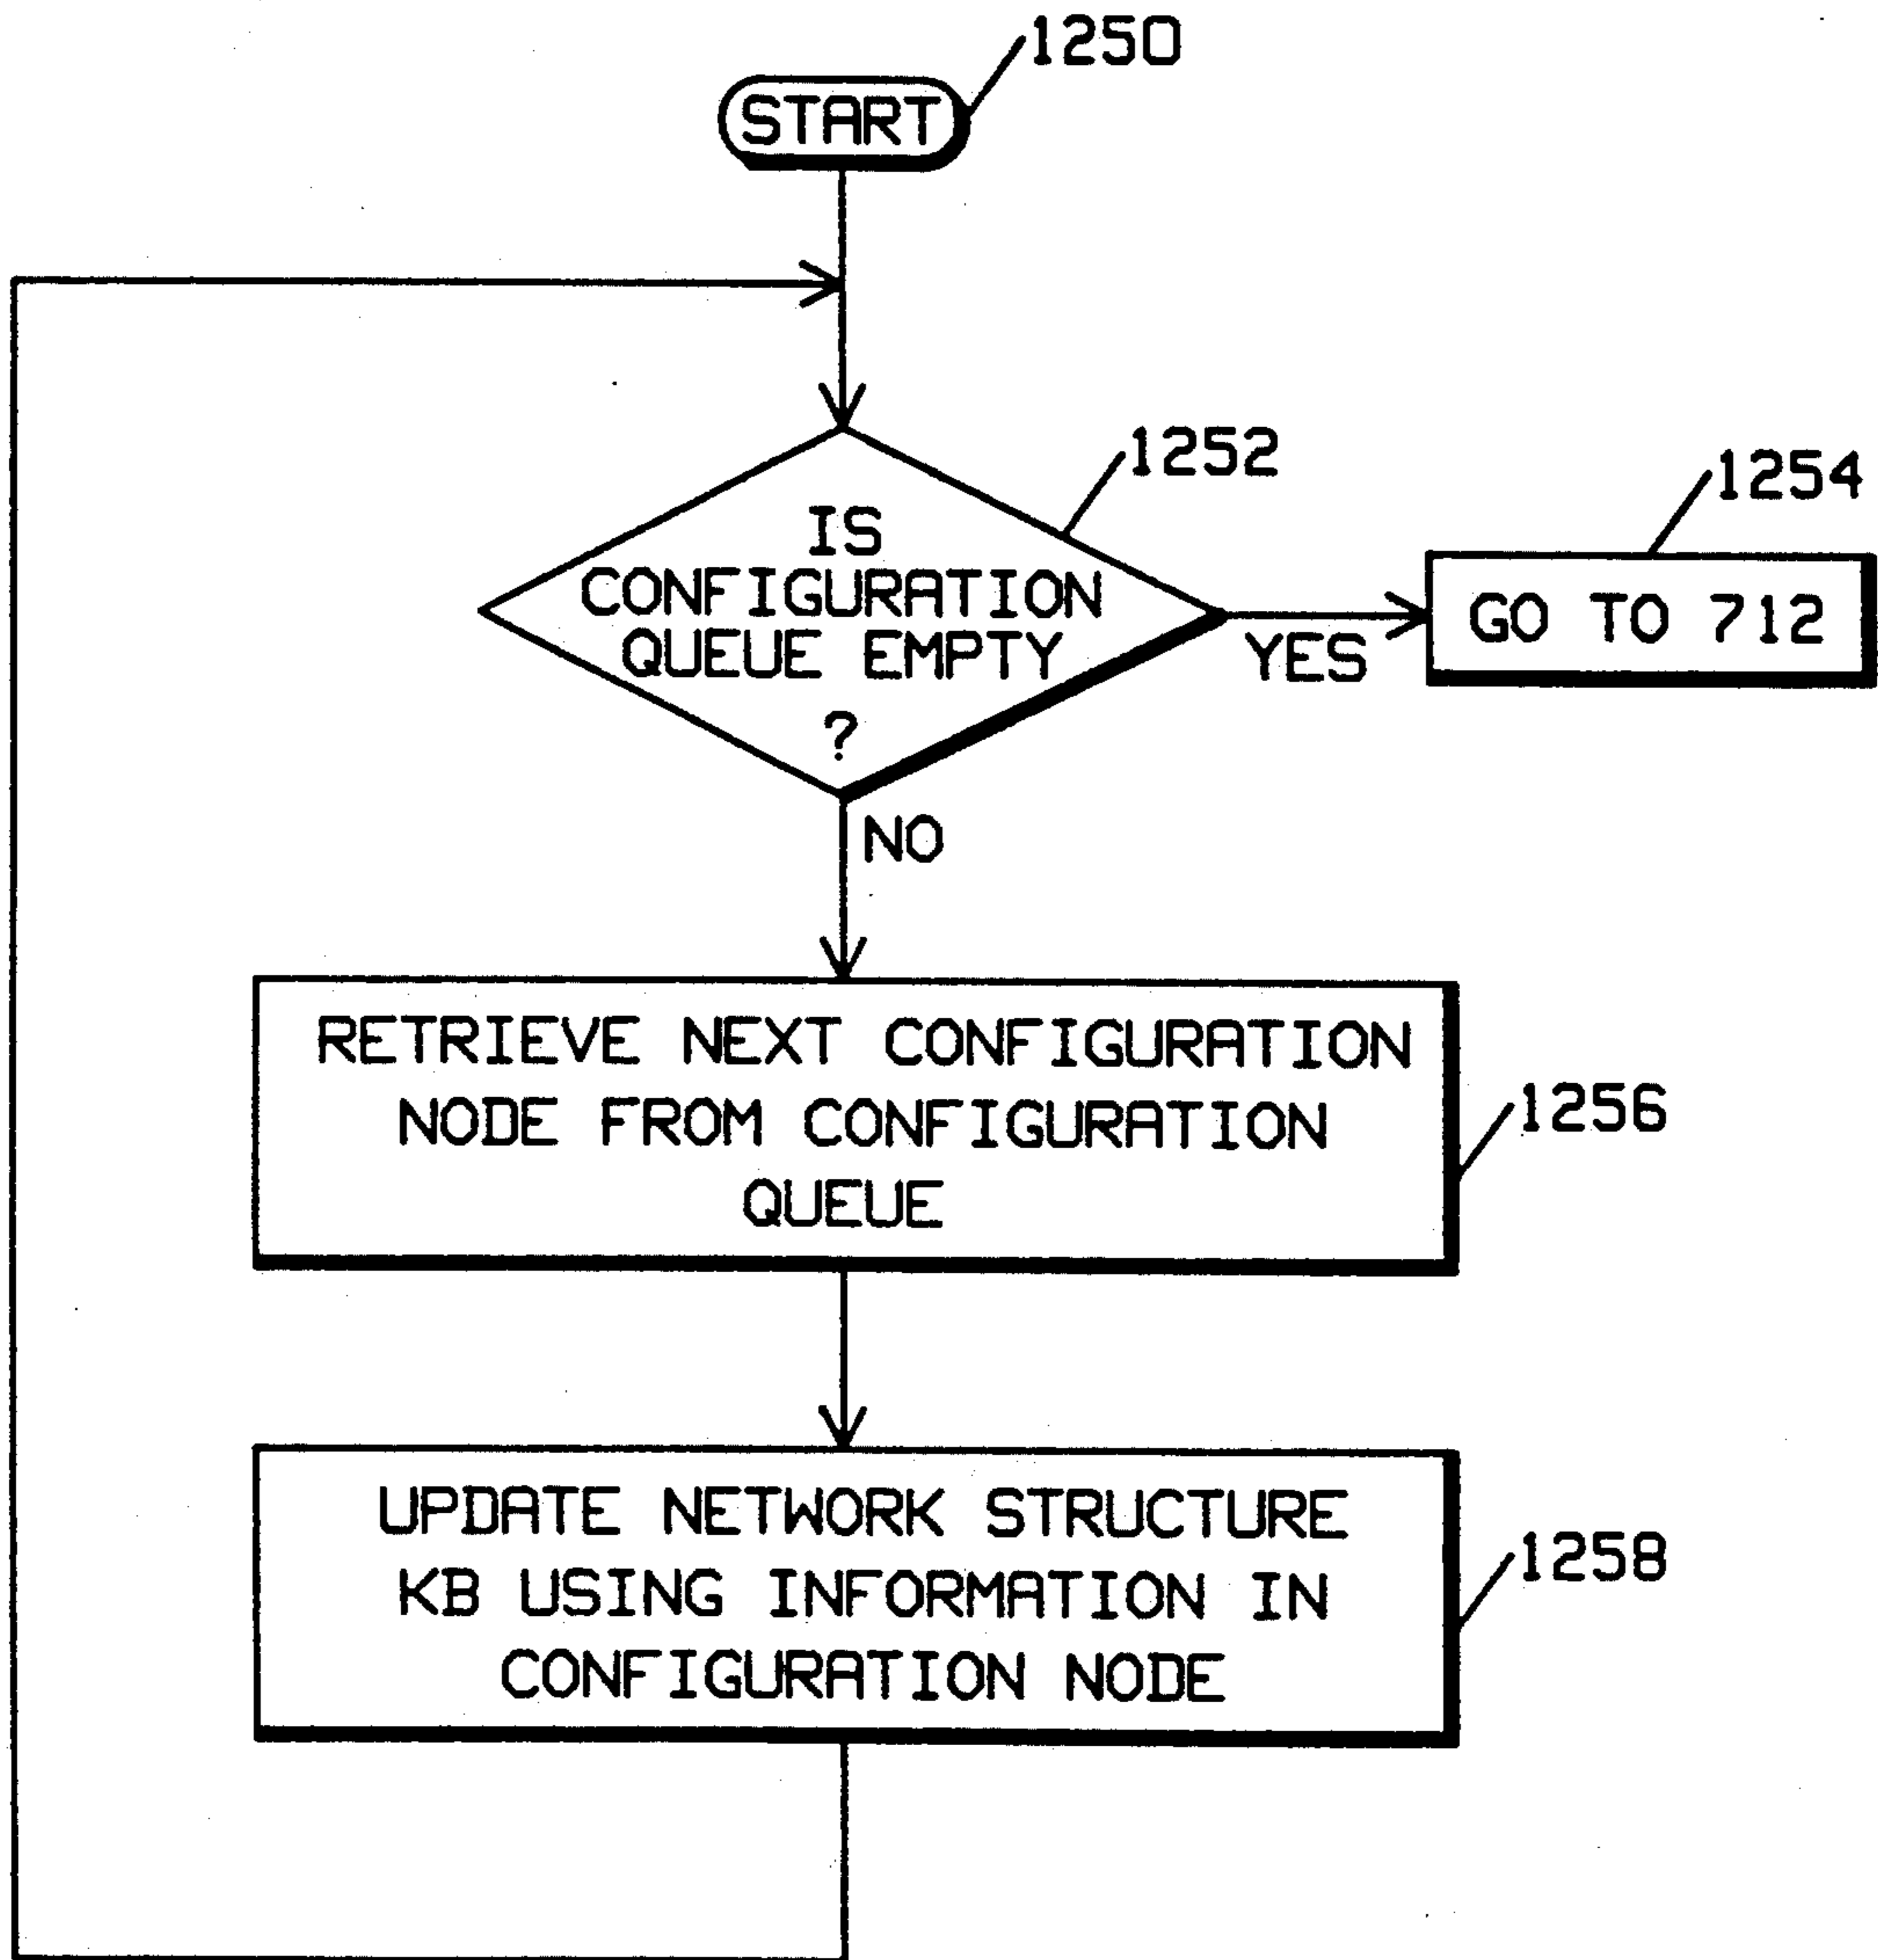 1250
START
1252
IS
CONFIGURATION
QUEUE EMPTY
?
YES
1254
GO TO 712
NO
RETRIEVE NEXT CONFIGURATION
NODE FROM CONFIGURATION
QUEUE
1256
UPDATE NETWORK STRUCTURE
KB USING INFORMATION IN
CONFIGURATION NODE
1258